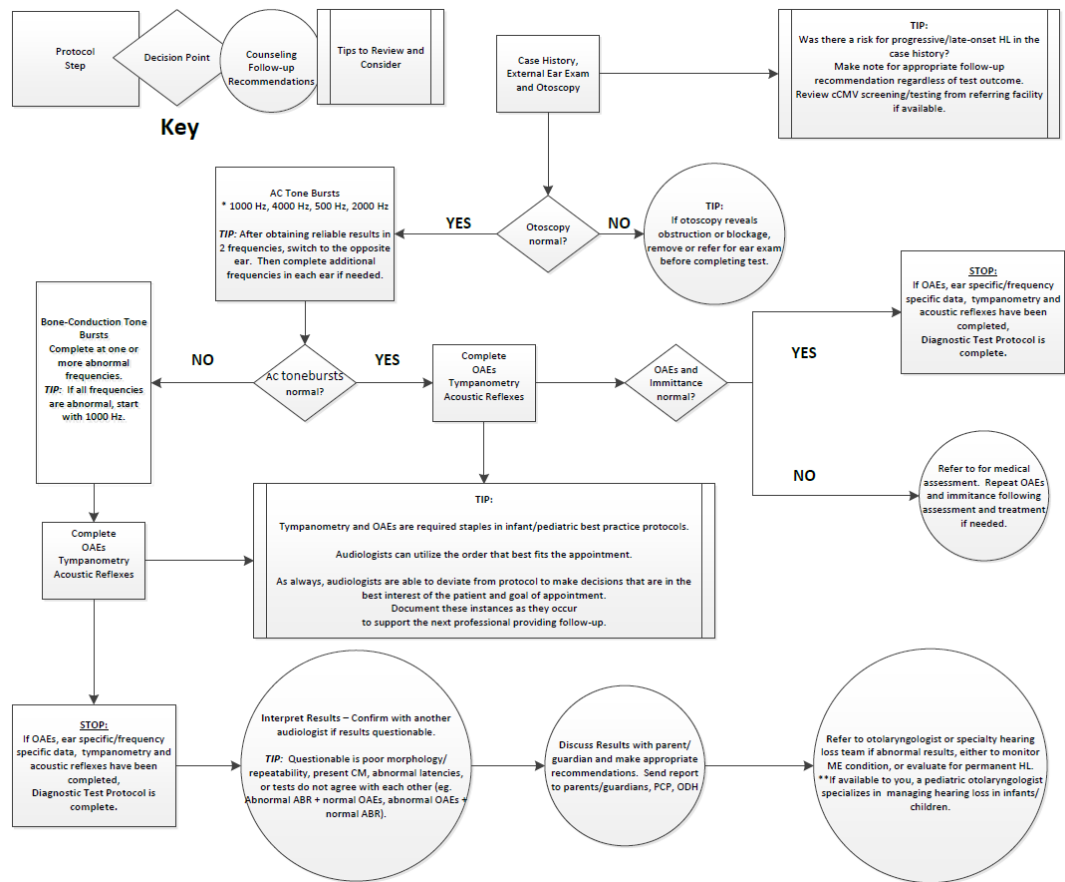 Protocol
Step
Decision Point
Counseling
Follow-up
Recommendations
Tips to Review and
Consider
Key
Case History,
External Ear Exam
and Otoscopy
TIP:
Was there a risk for progressive/late-onset HL in the
case history?
Make note for appropriate follow-up
recommendation regardless of test outcome.
Review cCMV screening/testing from referring facility
if available.
AC Tone Bursts
* 1000 Hz, 4000 Hz, 500 Hz, 2000 Hz
TIP: After obtaining reliable results in
2 frequencies, switch to the opposite
ear. Then complete additional
frequencies in each ear if needed.
YES
Otoscopy
normal?
NO
TIP:
If otoscopy reveals
obstruction or blockage,
remove or refer for ear exam
before completing test.
STOP:
If OAEs, ear specific/frequency
specific data, tympanometry and
acoustic reflexes have been
completed,
Diagnostic Test Protocol is
complete.
Bone-Conduction Tone
Bursts
Complete at one or
more abnormal
frequencies.
TIP: If all frequencies
are abnormal, start
with 1000 Hz.
NO
AC tonebursts
normal?
YES
Complete
OAEs
Tympanometry
Acoustic Reflexes
OAEs and
Immittance
normal?
YES
NO
Refer to for medical
assessment. Repeat OAEs
and immitance following
assessment and treatment
if needed.
TIP:
Tympanometry and OAEs are required staples in infant/pediatric best practice protocols.
Audiologists can utilize the order that best fits the appointment.
As always, audiologists are able to deviate from protocol to make decisions that are in the
best interest of the patient and goal of appointment.
Document these instances as they occur
to support the next professional providing follow-up.
Complete
OAEs
Tympanometry
Acoustic Reflexes
STOP:
If OAEs, ear specific/frequency
specific data, tympanometry and
acoustic reflexes have been
completed,
Diagnostic Test Protocol is
complete.
Interpret Results – Confirm with another
audiologist if results questionable.
TIP: Questionable is poor morphology/
repeatability, present CM, abnormal latencies,
or tests do not agree with each other (eg.
Abnormal ABR + normal OAEs, abnormal OAEs +
normal ABR).
Discuss Results with parent/
guardian and make appropriate
recommendations. Send report
to parents/guardians, PCP, ODH
Refer to otolaryngologist or specialty hearing
loss team if abnormal results, either to monitor
ME condition, or evaluate for permanent HL.
**If available to you, a pediatric otolaryngologist
specializes in managing hearing loss in infants/
children.